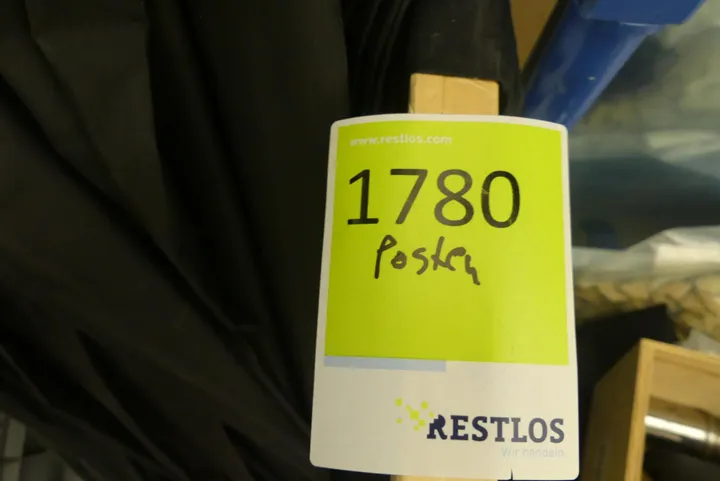 www.restlos.com
1780
Posten
RESTLOS
Wir handeln.